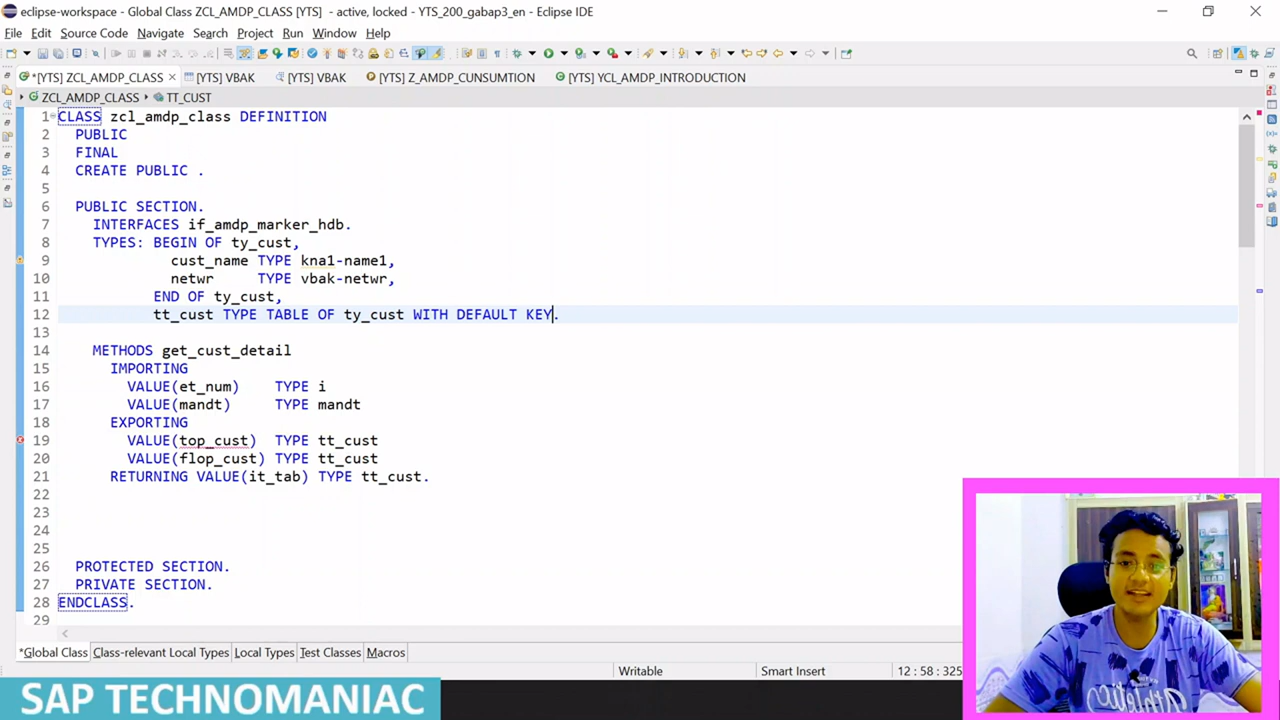 eclipse-workspace - Global Class ZCL_AMDP_CLASS [YTS] - active, locked - YTS_200_gabap3_en - Eclipse IDE
File Edit Source Code Navigate Search Project Run Window Help
*[YTS] ZCL_AMDP_CLASS [YTS] VBAK [YTS] VBAK [YTS] Z_AMDP_CUNSUMTION [YTS] YCL_AMDP_INTRODUCTION
ZCL_AMDP_CLASS TT_CUST
1 CLASS zcl_amdp_class DEFINITION
2 PUBLIC
3 FINAL
4 CREATE PUBLIC .
5
6 PUBLIC SECTION.
7 INTERFACES if_amdp_marker_hdb.
8 TYPES: BEGIN OF ty_cust,
9 cust_name TYPE kna1-name1,
10 netwr TYPE vbak-netwr,
11 END OF ty_cust,
12 tt_cust TYPE TABLE OF ty_cust WITH DEFAULT KEY.
13
14 METHODS get_cust_detail
15 IMPORTING
16 VALUE(et_num) TYPE i
17 VALUE(mandt) TYPE mandt
18 EXPORTING
19 VALUE(top_cust) TYPE tt_cust
20 VALUE(flop_cust) TYPE tt_cust
21 RETURNING VALUE(it_tab) TYPE tt_cust.
22
23
24
25
26 PROTECTED SECTION.
27 PRIVATE SECTION.
28 ENDCLASS.
29
*Global Class Class-relevant Local Types Local Types Test Classes Macros
Writable Smart Insert 12 : 58 : 325
SAP TECHNOMANIAC